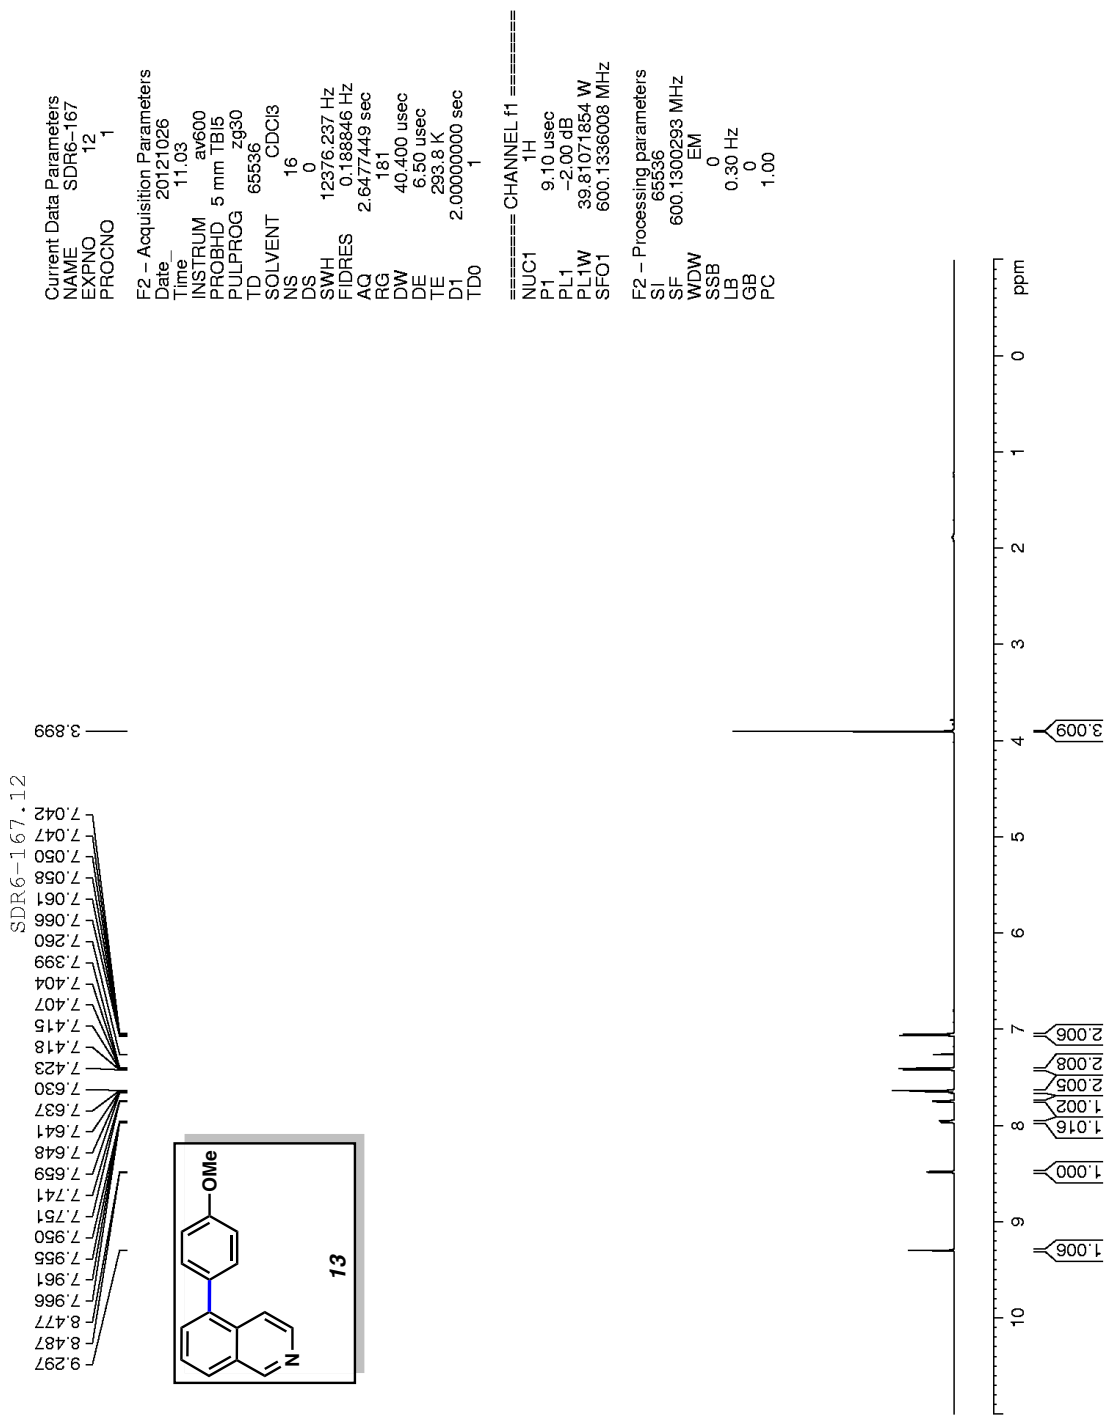 SDR6-167.12
9.297
8.487
8.477
7.966
7.961
7.955
7.950
7.751
7.741
7.659
7.648
7.641
7.637
7.630
7.423
7.418
7.415
7.407
7.404
7.399
7.260
7.066
7.061
7.058
7.050
7.047
7.042
3.899
Current Data Parameters
NAME SDR6-167
EXPNO 12
PROCNO 1
F2 - Acquisition Parameters
Date_ 20121026
Time 11.03
INSTRUM av600
PROBHD 5 mm TBI5
PULPROG zg30
TD 65536
SOLVENT CDCl3
NS 16
DS 0
SWH 12376.237 Hz
FIDRES 0.188846 Hz
AQ 2.6477449 sec
RG 181
DW 40.400 usec
DE 6.50 usec
TE 293.8 K
D1 2.00000000 sec
TD0 1
======== CHANNEL f1 ========
NUC1 1H
P1 9.10 usec
PL1 -2.00 dB
PL1W 39.81071854 W
SFO1 600.1336008 MHz
F2 - Processing parameters
SI 65536
SF 600.1300293 MHz
WDW EM
SSB 0
LB 0.30 Hz
GB 0
PC 1.00
OMe
N
13
10 9 8 7 6 5 4 3 2 1 0 ppm
1.006
1.000
1.016
1.002
2.005
2.008
2.006
3.009